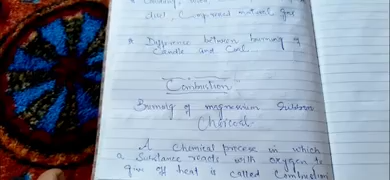 diesel, Compressed natural gas
* Difference between burning of
Candle and Coal.
Combustion
Burning of magnesium
Charcoal.
A chemical process in which
a substance reacts with oxygen to
give off heat is called Combustion